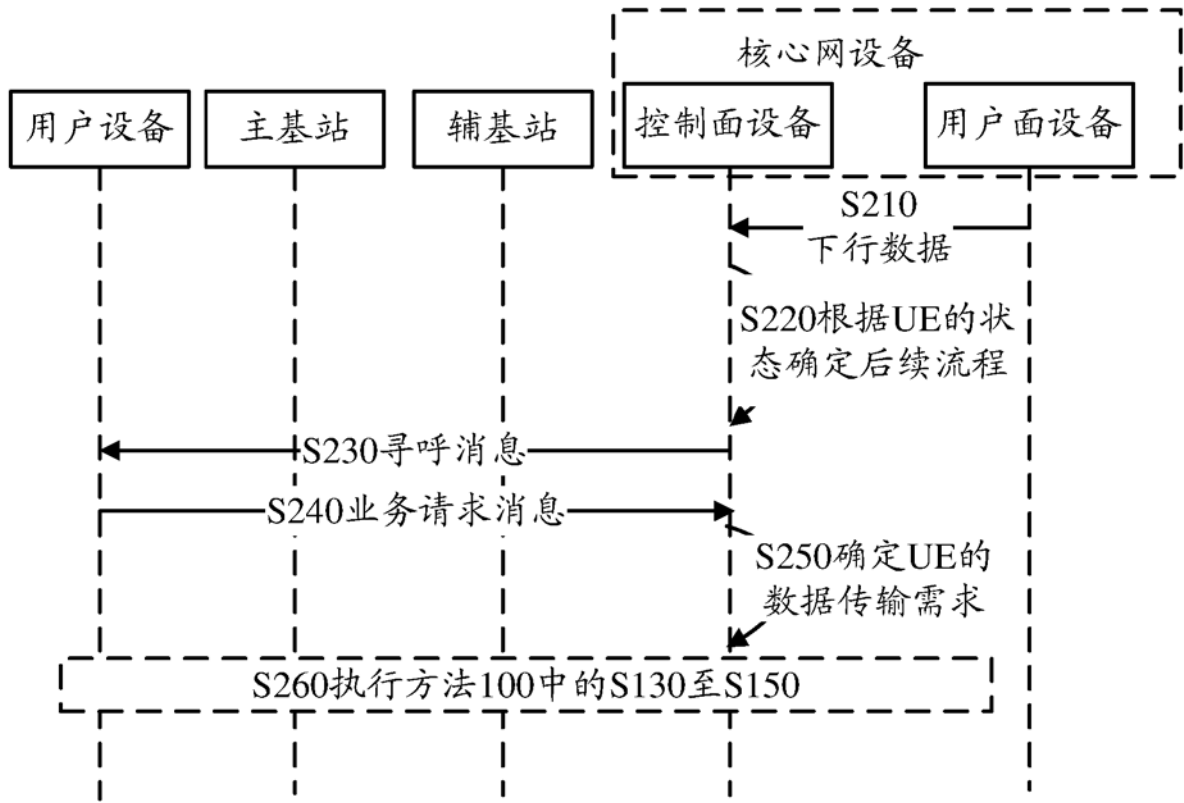 核心网设备
用户设备
主基站
辅基站
控制面设备
用户面设备
S210
下行数据
S220根据UE的状
态确定后续流程
S230寻呼消息
S240业务请求消息
S250确定UE的
数据传输需求
S260执行方法100中的S130至S150